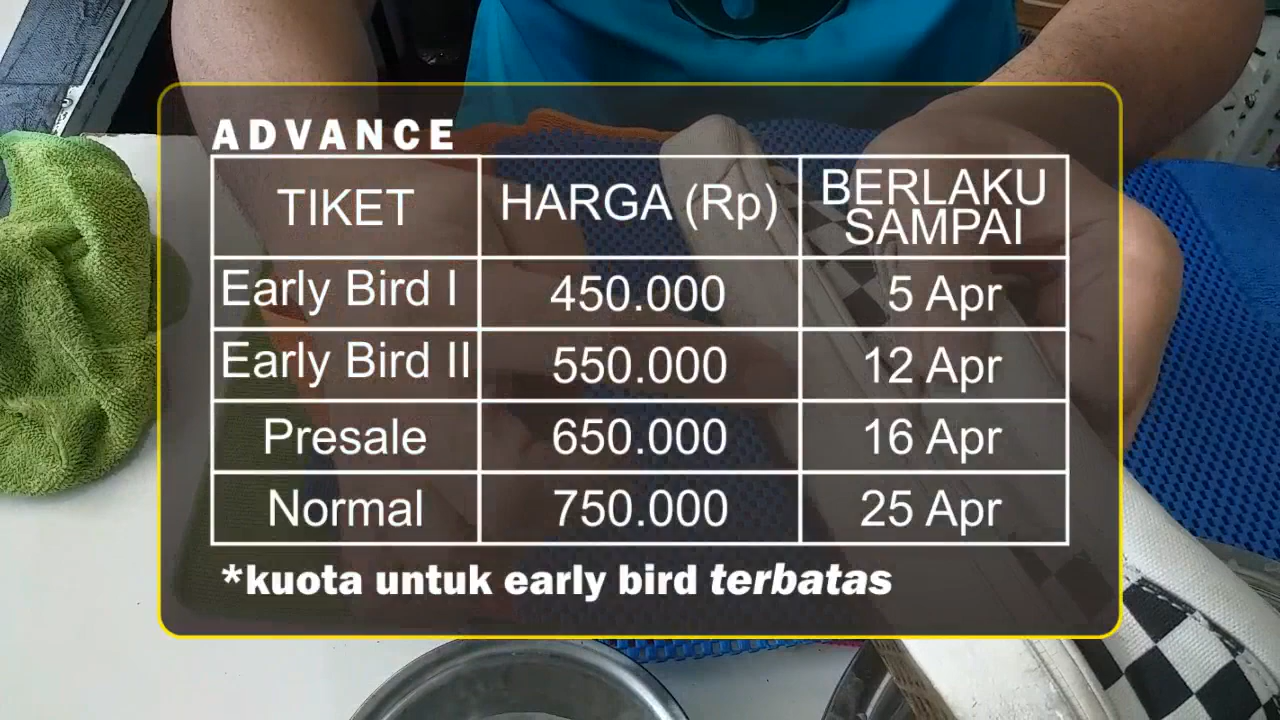 ADVANCE
TIKET HARGA (Rp) BERLAKU SAMPAI
Early Bird I 450.000 5 Apr
Early Bird II 550.000 12 Apr
Presale 650.000 16 Apr
Normal 750.000 25 Apr
*kuota untuk early bird terbatas